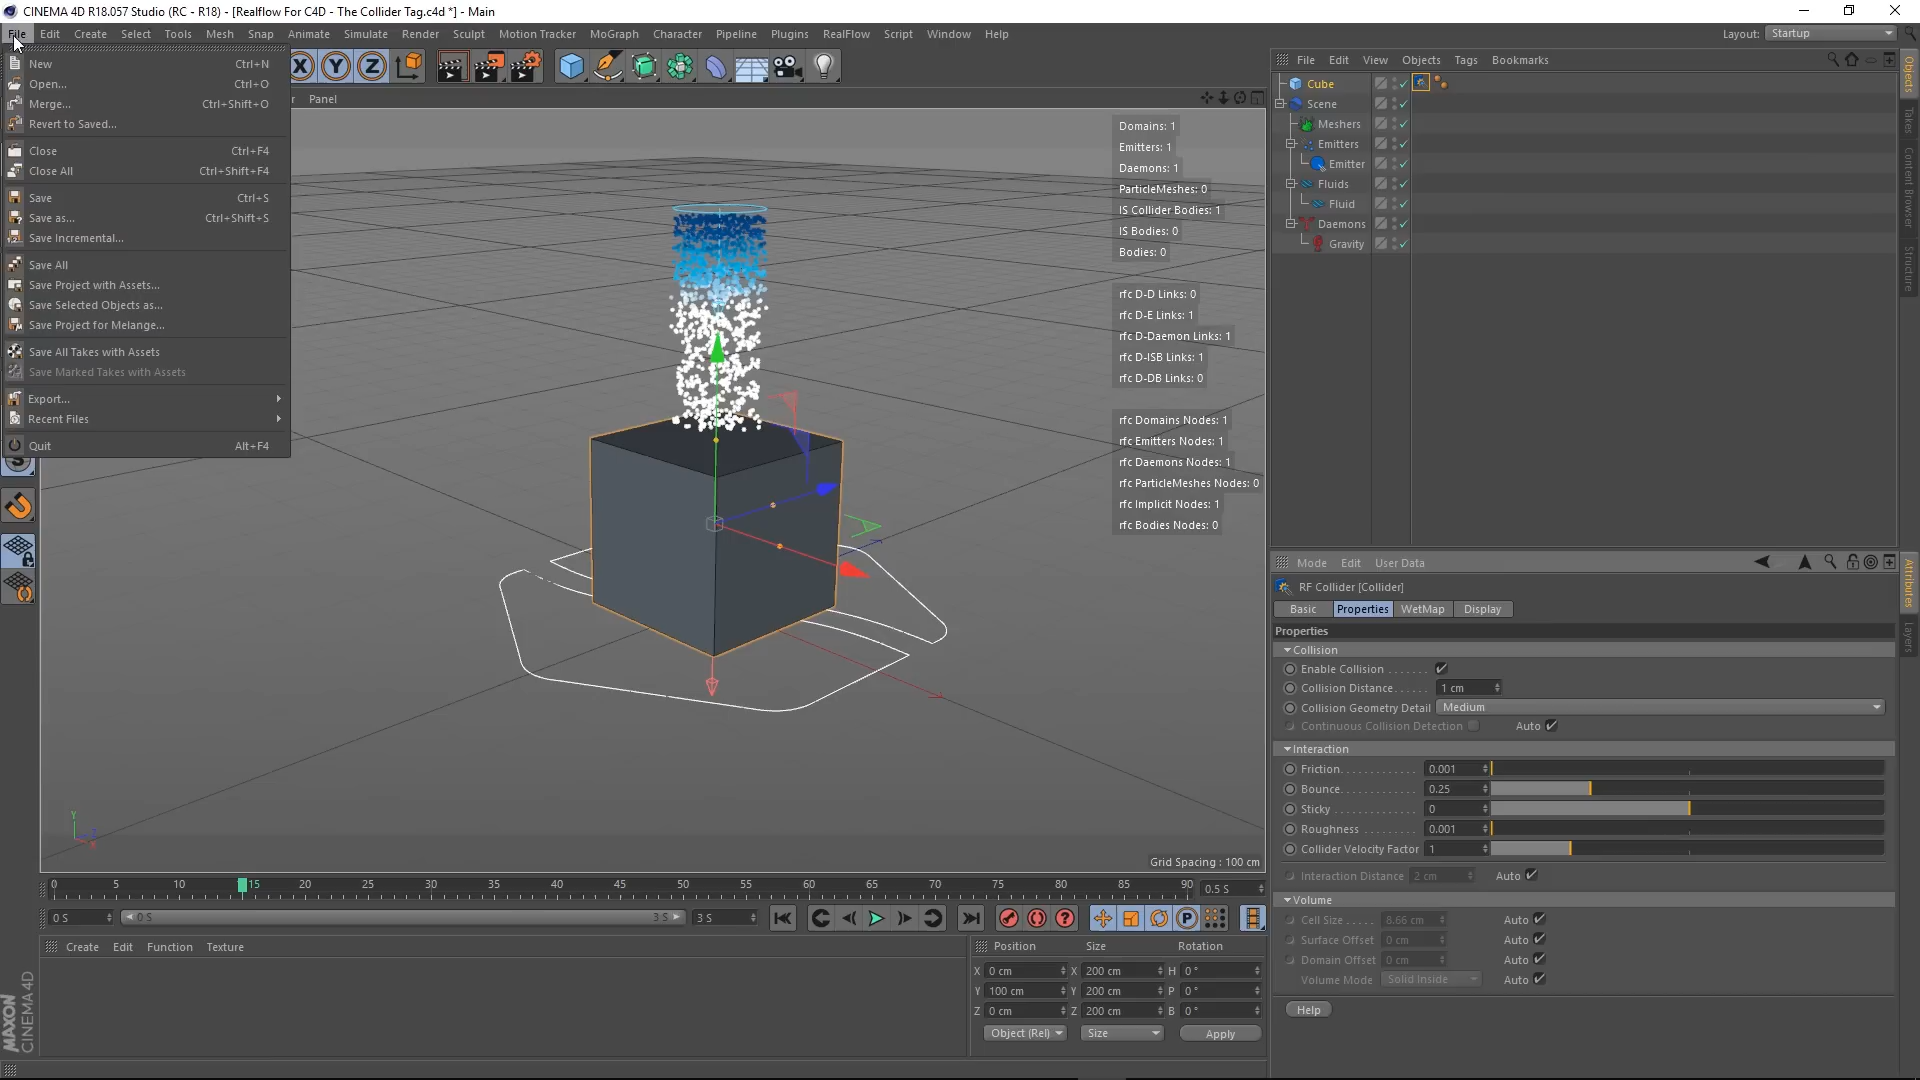 CINEMA 4D R18.057 Studio (RC - R18) - [Realflow For C4D - The Collider Tag.c4d *] - Main
File Edit Create Select Tools Mesh Snap Animate Simulate Render Sculpt Motion Tracker MoGraph Character Pipeline Plugins RealFlow Script Window Help Layout: Startup
New Ctrl+N
Open... Ctrl+O
Merge... Ctrl+Shift+O
Revert to Saved...
Close Ctrl+F4
Close All Ctrl+Shift+F4
Save Ctrl+S
Save as... Ctrl+Shift+S
Save Incremental...
Save All
Save Project with Assets...
Save Selected Objects as...
Save Project for Melange...
Save All Takes with Assets
Save Marked Takes with Assets
Export...
Recent Files
Quit Alt+F4
X Y Z
r Panel
Domains: 1
Emitters: 1
Daemons: 1
ParticleMeshes: 0
IS Collider Bodies: 1
IS Bodies: 0
Bodies: 0
rfc D-D Links: 0
rfc D-E Links: 1
rfc D-Daemon Links: 1
rfc D-ISB Links: 1
rfc D-DB Links: 0
rfc Domains Nodes: 1
rfc Emitters Nodes: 1
rfc Daemons Nodes: 1
rfc ParticleMeshes Nodes: 0
rfc Implicit Nodes: 1
rfc Bodies Nodes: 0
Y
Grid Spacing : 100 cm
File Edit View Objects Tags Bookmarks
Cube
Scene
Meshers
Emitters
Emitter
Fluids
Fluid
Daemons
Gravity
Objects
Takes
Content Browser
Structure
Mode Edit User Data
RF Collider [Collider]
Basic Properties WetMap Display
Properties
Collision
Enable Collision
Collision Distance 1 cm
Collision Geometry Detail Medium
Continuous Collision Detection Auto
Interaction
Friction 0.001
Bounce 0.25
Sticky 0
Roughness 0.001
Collider Velocity Factor 1
Interaction Distance 2 cm Auto
Volume
Cell Size 8.66 cm Auto
Surface Offset 0 cm Auto
Domain Offset 0 cm Auto
Volume Mode Solid Inside Auto
Help
Attributes
Layers
0 5 10 15 20 25 30 35 40 45 50 55 60 65 70 75 80 85 90 0.5 S
0 S 0 S 3 S 3 S
P
Create Edit Function Texture
Position Size Rotation
X 0 cm X 200 cm H 0 °
Y 100 cm Y 200 cm P 0 °
Z 0 cm Z 200 cm B 0 °
Object (Rel) Size Apply
MAXON
CINEMA 4D